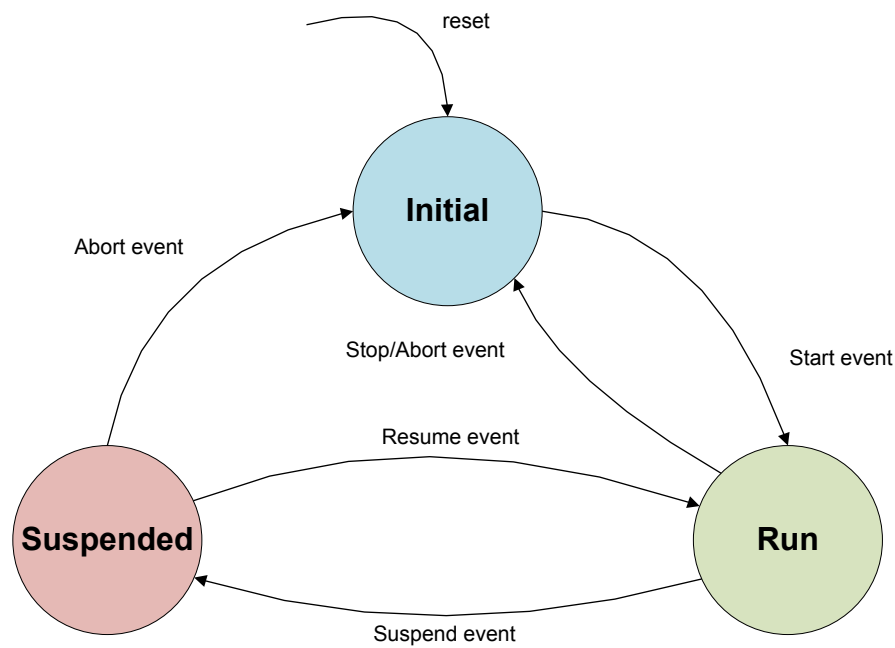 reset
Initial
Abort event
Stop/Abort event
Start event
Resume event
Suspended
Run
Suspend event